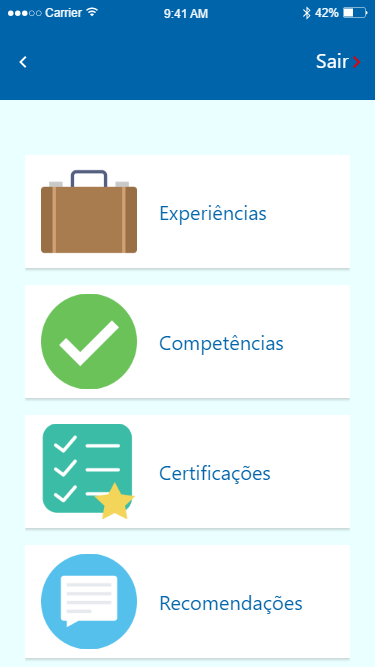 Carrier 9:41 AM 42%
Sair
Experiências
Competências
Certificações
Recomendações